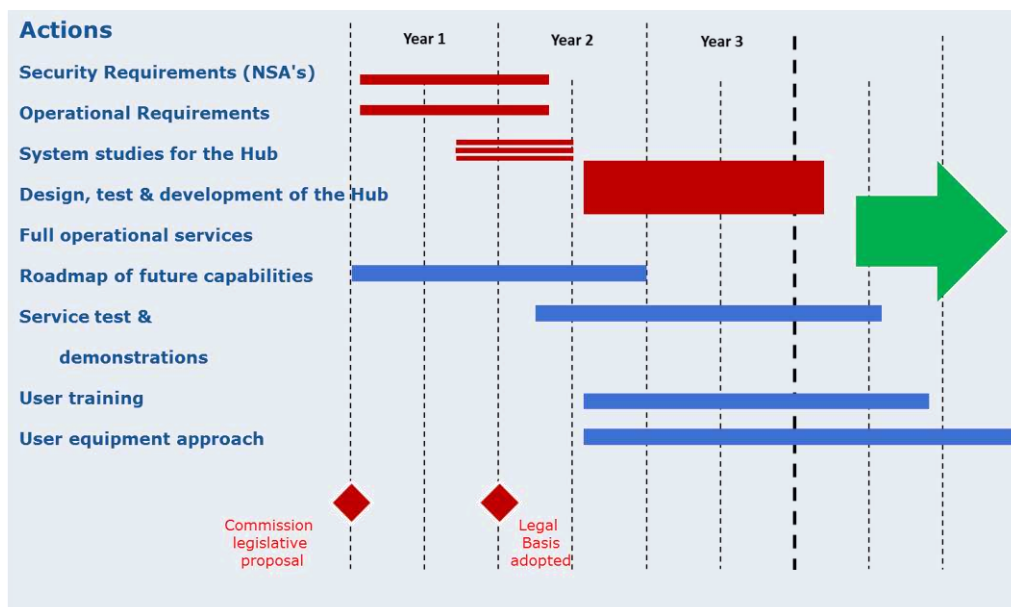 Actions
Year 1
Year 2
Year 3
Security Requirements (NSA's)
Operational Requirements
System studies for the Hub
Design, test & development of the Hub
Full operational services
Roadmap of future capabilities
Service test &
demonstrations
User training
User equipment approach
Commission
legislative
proposal
Legal
Basis
adopted